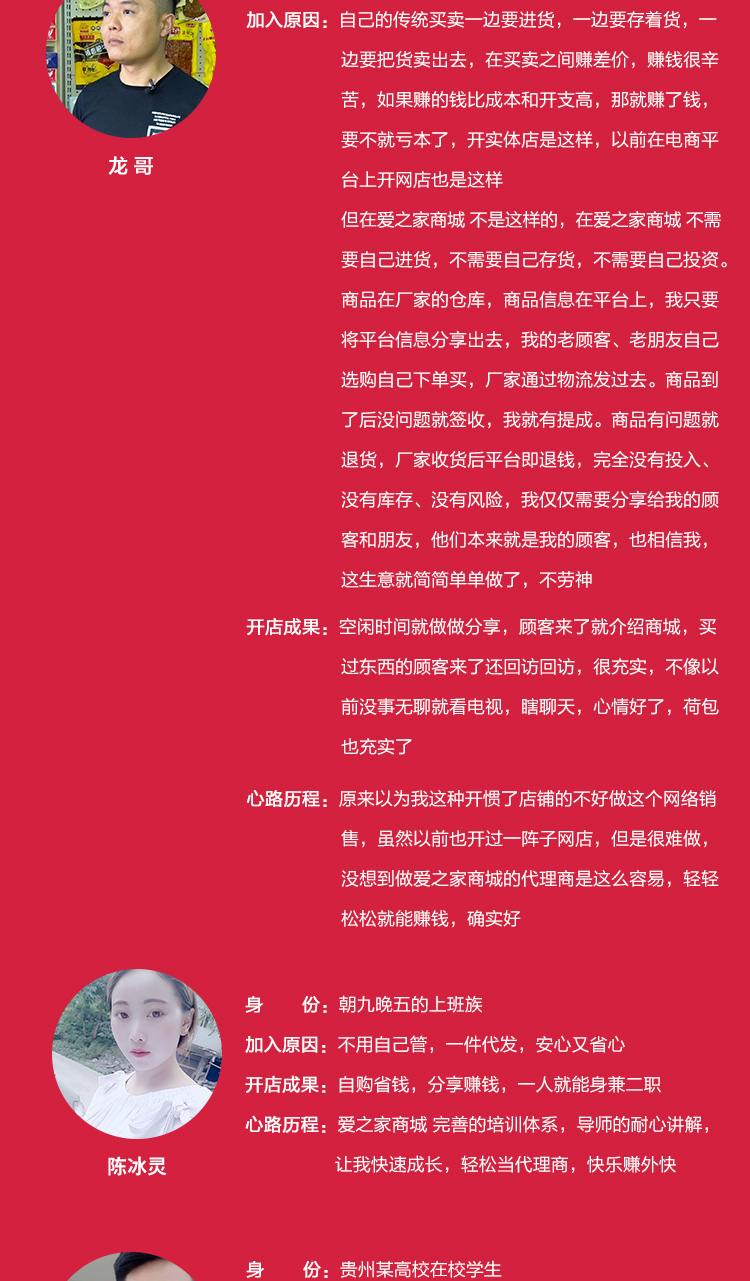 加入原因：自己的传统买卖一边要进货，一边要存着货，一
边要把货卖出去，在买卖之间赚差价，赚钱很辛
苦，如果赚的钱比成本和开支高，那就赚了钱，
要不就亏本了，开实体店是这样，以前在电商平
台上开网店也是这样
龙 哥
但在爱之家商城 不是这样的，在爱之家商城 不需
要自己进货，不需要自己存货，不需要自己投资。
商品在厂家的仓库，商品信息在平台上，我只要
将平台信息分享出去，我的老顾客、老朋友自己
选购自己下单买，厂家通过物流发过去。商品到
了后没问题就签收，我就有提成。商品有问题就
退货，厂家收货后平台即退钱，完全没有投入、
没有库存、没有风险，我仅仅需要分享给我的顾
客和朋友，他们本来就是我的顾客，也相信我，
这生意就简简单单做了，不劳神
开店成果：空闲时间就做做分享，顾客来了就介绍商城，买
过东西的顾客来了还回访回访，很充实，不像以
前没事无聊就看电视，瞎聊天，心情好了，荷包
也充实了
心路历程：原来以为我这种开惯了店铺的不好做这个网络销
售，虽然以前也开过一阵子网店，但是很难做，
没想到做爱之家商城的代理商是这么容易，轻轻
松松就能赚钱，确实好
身 份：朝九晚五的上班族
加入原因：不用自己管，一件代发，安心又省心
开店成果：自购省钱，分享赚钱，一人就能身兼二职
心路历程：爱之家商城 完善的培训体系，导师的耐心讲解，
让我快速成长，轻松当代理商，快乐赚外快
陈冰灵
身 份：贵州某高校在校学生